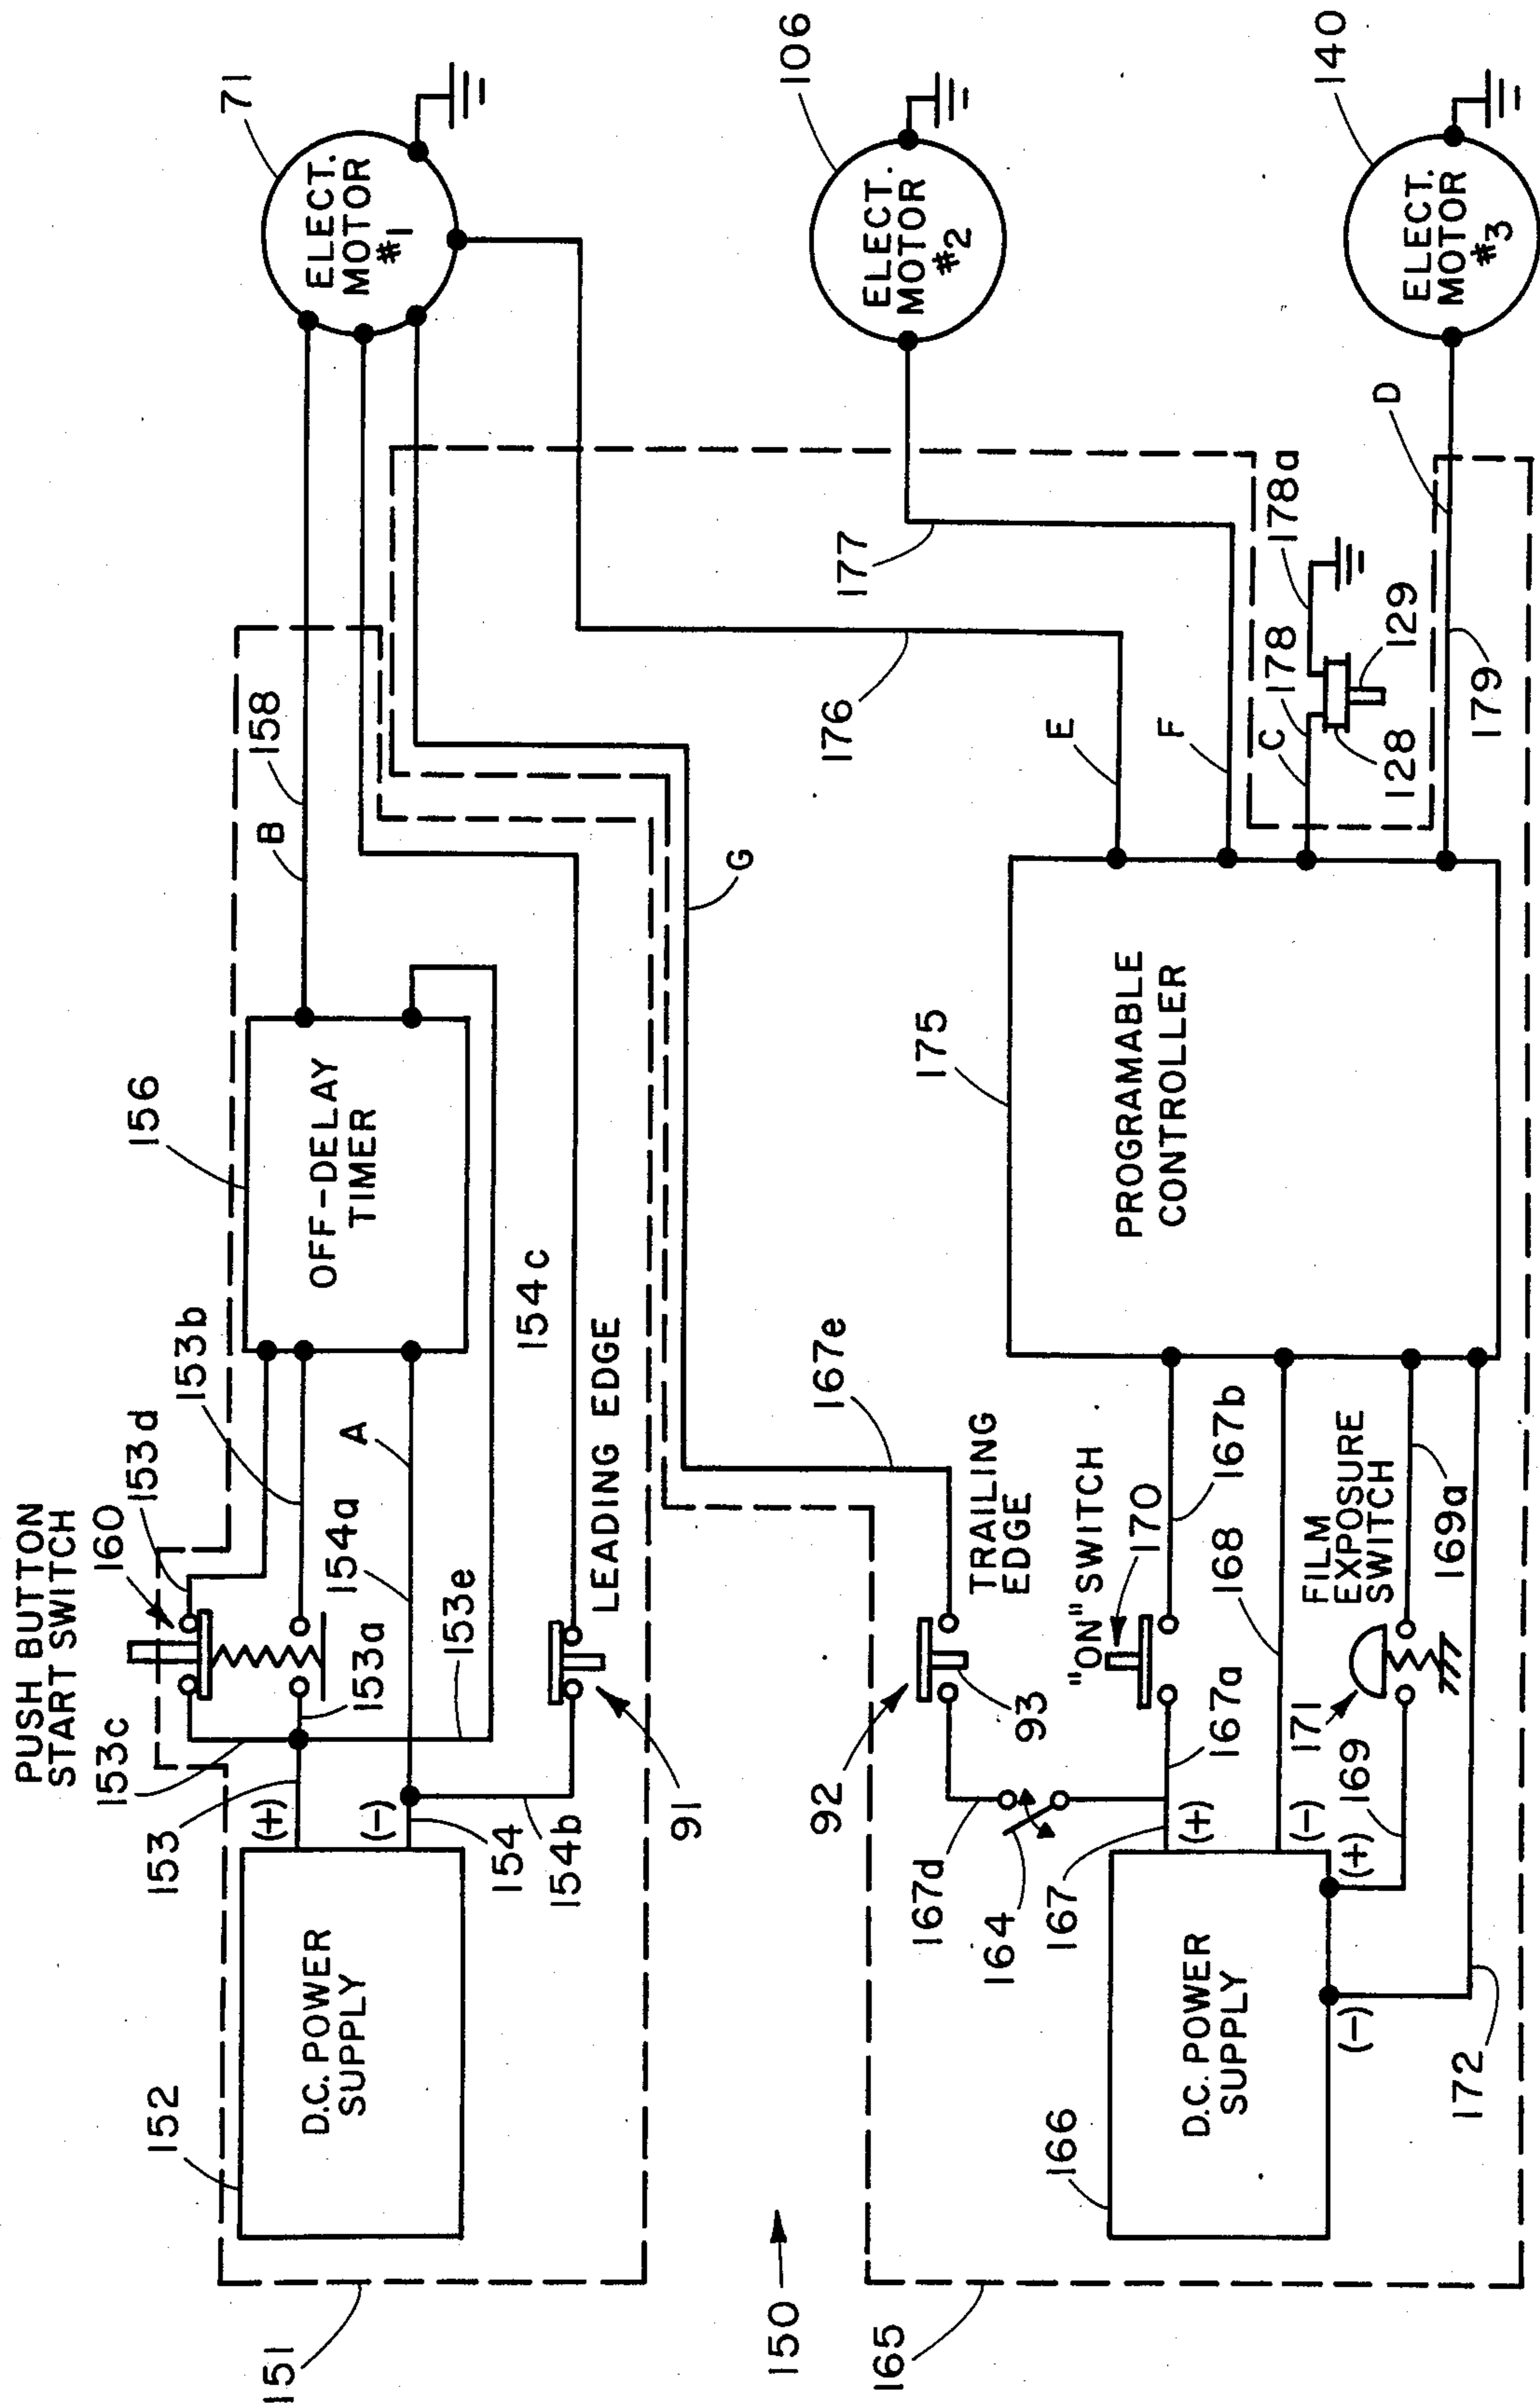 PUSH BUTTON
START SWITCH
160
153d
153b
156
153c
153
(+)
153a
154a
A
(-)
154
154b
153e
152
D.C. POWER
SUPPLY
151
OFF-DELAY
TIMER
B
158
71
ELECT.
MOTOR
#1
91
LEADING EDGE
154c
G
150
165
92
93
TRAILING
EDGE
167e
167d
164
167
(+)
167a
"ON" SWITCH
170
167b
168
(-)
(+)
166
D.C. POWER
SUPPLY
(-)
172
169
171
FILM
EXPOSURE
SWITCH
169a
175
PROGRAMABLE
CONTROLLER
176
177
E
F
C
178
178a
128
129
179
D
106
ELECT.
MOTOR
#2
140
ELECT.
MOTOR
#3